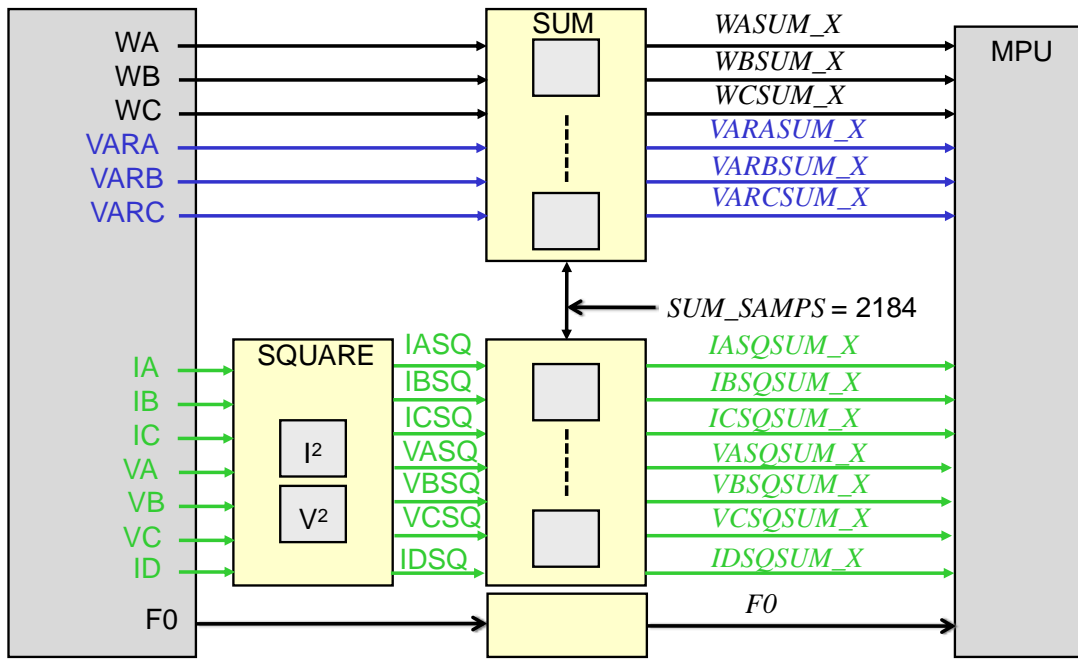 WA
WB
WC
VARA
VARB
VARC
IA
IB
IC
VA
VB
VC
ID
F0
SUM
SQUARE
I²
V²
IASQ
IBSQ
ICSQ
VASQ
VBSQ
VCSQ
IDSQ
WASUM_X
WBSUM_X
WCSUM_X
VARASUM_X
VARBSUM_X
VARCSUM_X
SUM_SAMPS = 2184
IASQSUM_X
IBSQSUM_X
ICSQSUM_X
VASQSUM_X
VBSQSUM_X
VCSQSUM_X
IDSQSUM_X
F0
MPU